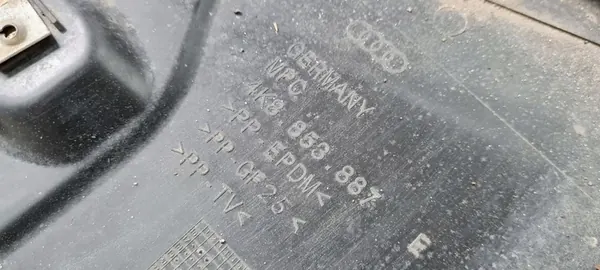 GERMANY
MPC
4K8 853 887
>PP.EPDM<
>PP.GF25<
>PP.TV<